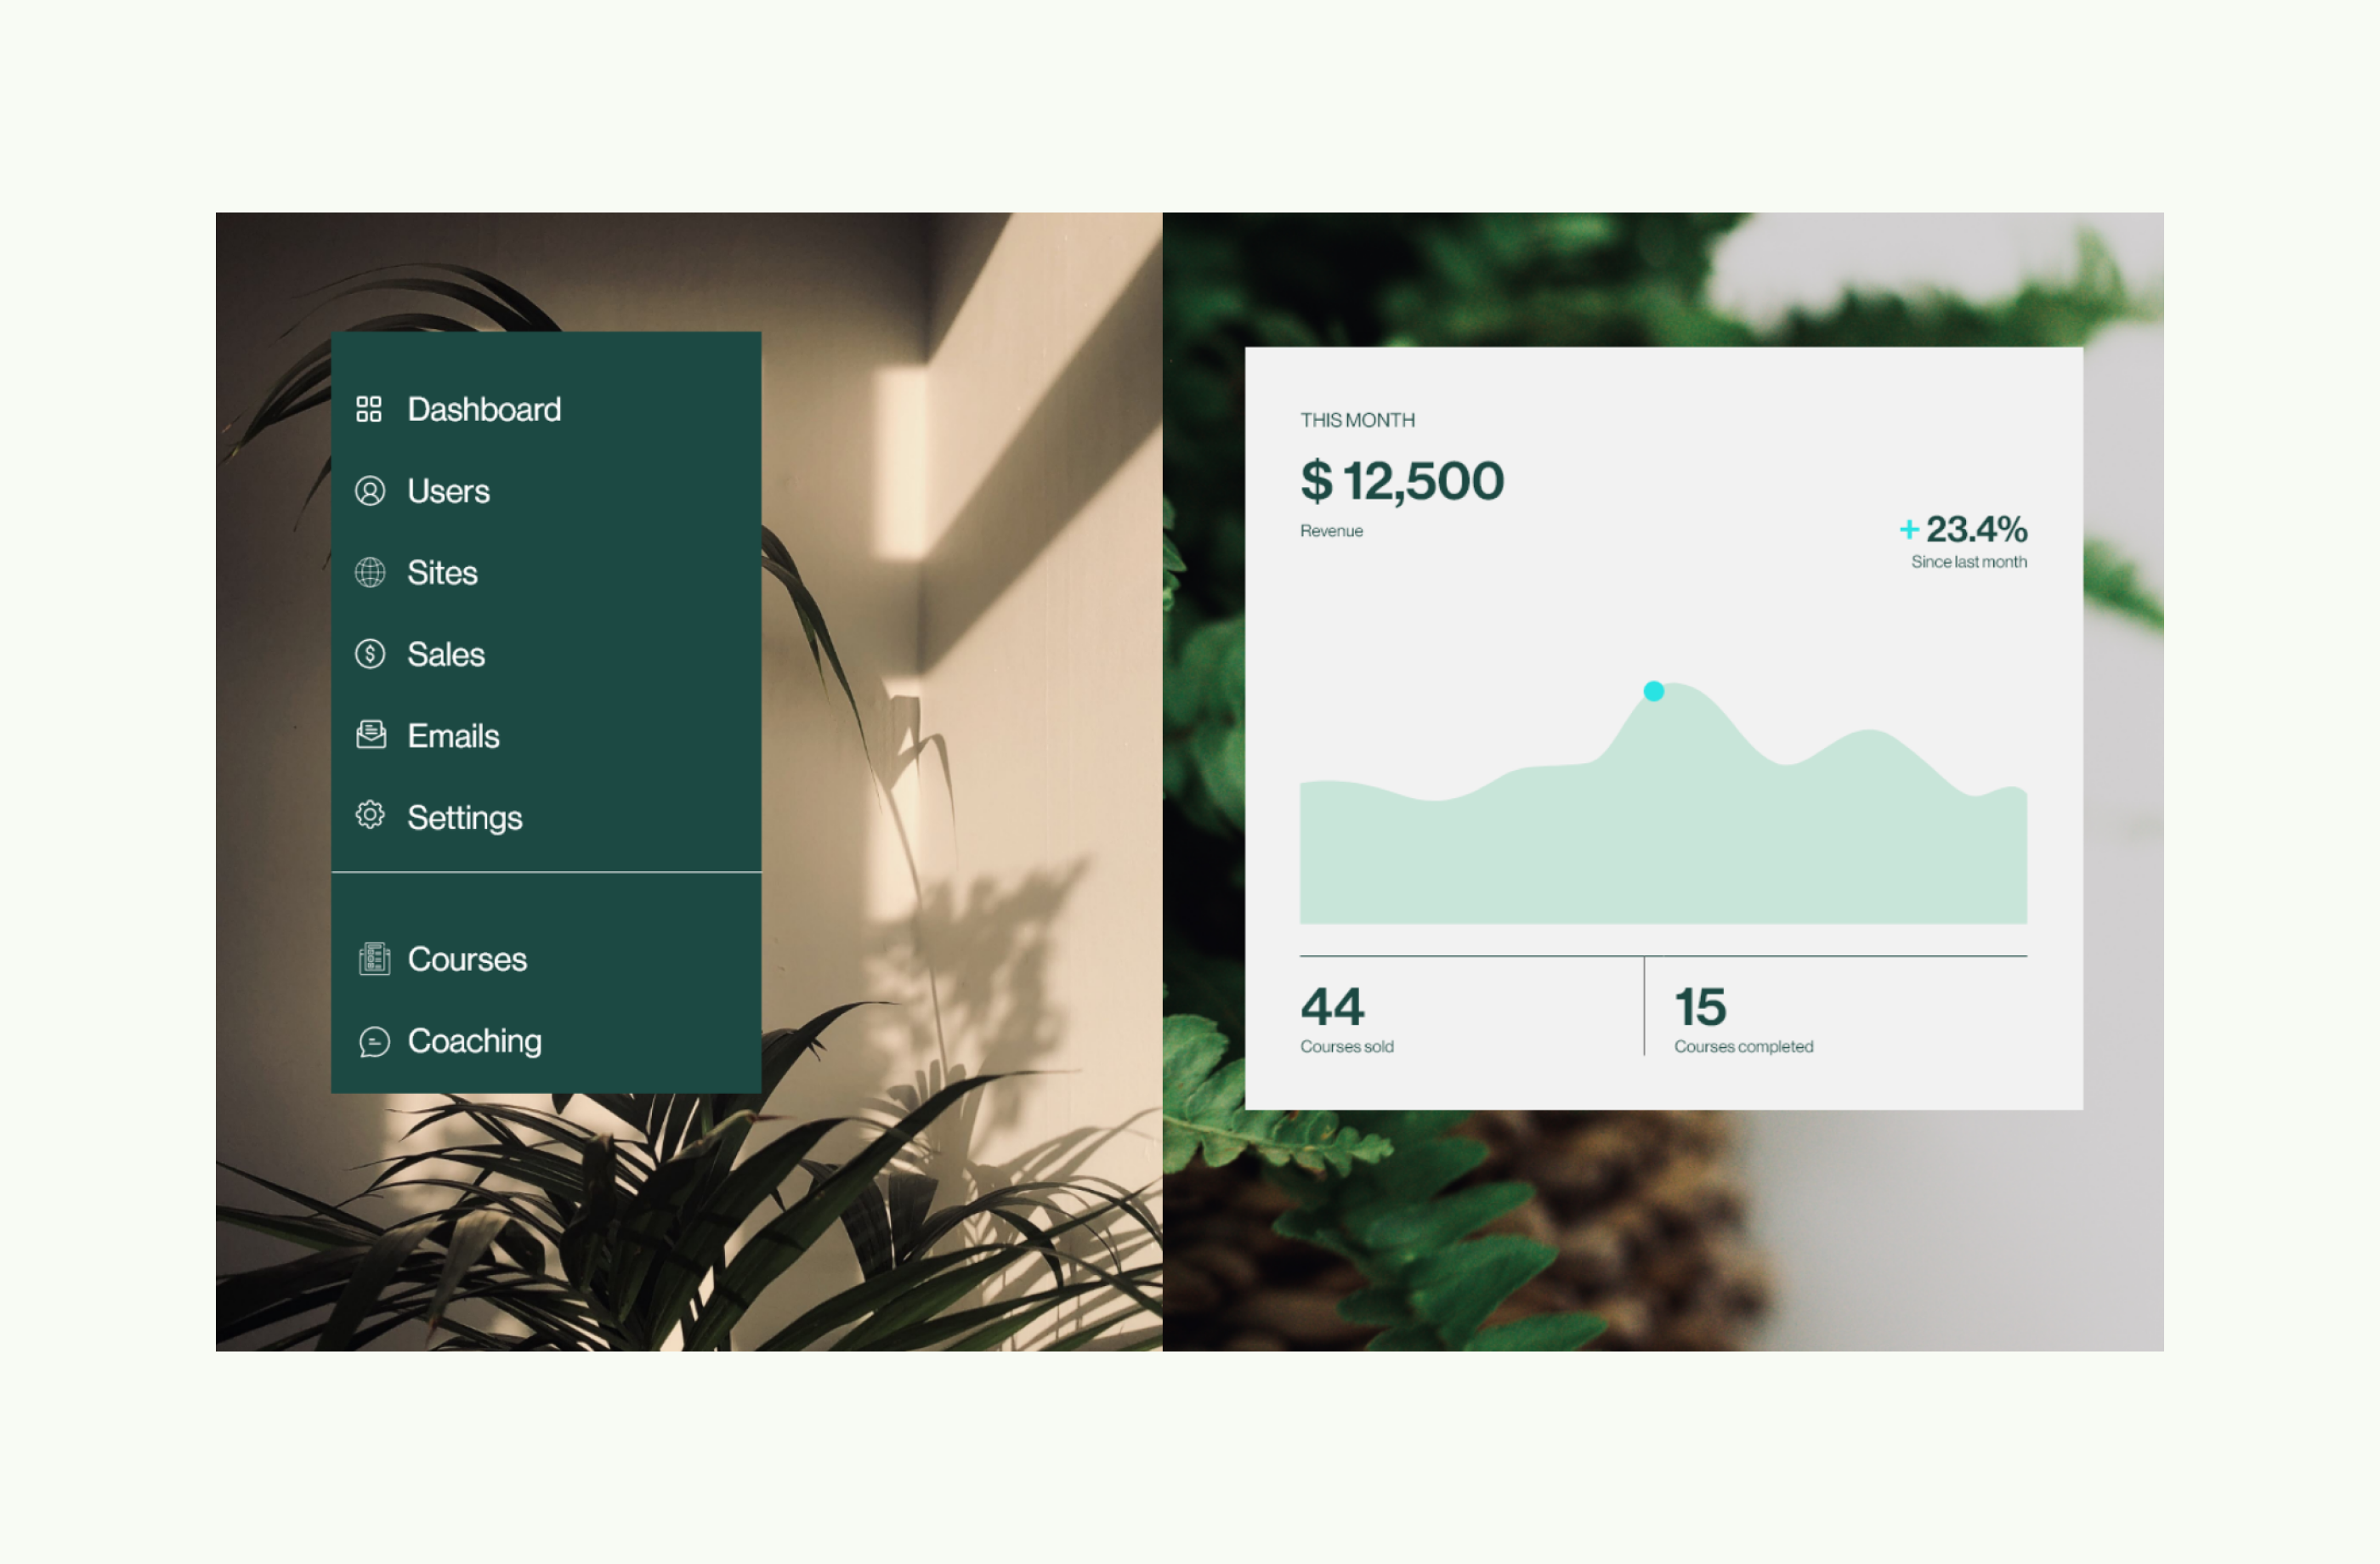 Dashboard
Users
Sites
Sales
Emails
Settings
Courses
Coaching
THIS MONTH
$ 12,500
Revenue
+ 23.4%
Since last month
44
Courses sold
15
Courses completed